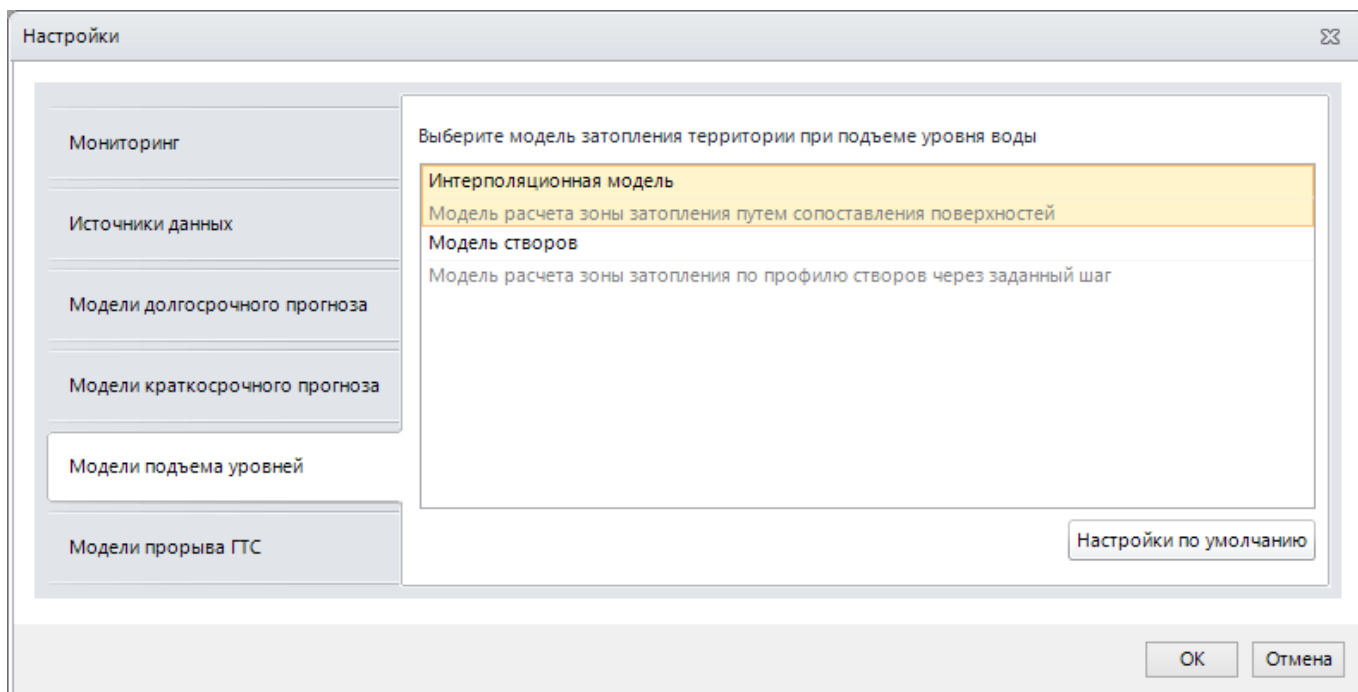 Настройки
Мониторинг
Источники данных
Модели долгосрочного прогноза
Модели краткосрочного прогноза
Модели подъема уровней
Модели прорыва ГТС
Выберите модель затопления территории при подъеме уровня воды
Интерполяционная модель
Модель расчета зоны затопления путем сопоставления поверхностей
Модель створов
Модель расчета зоны затопления по профилю створов через заданный шаг
Настройки по умолчанию
OK
Отмена